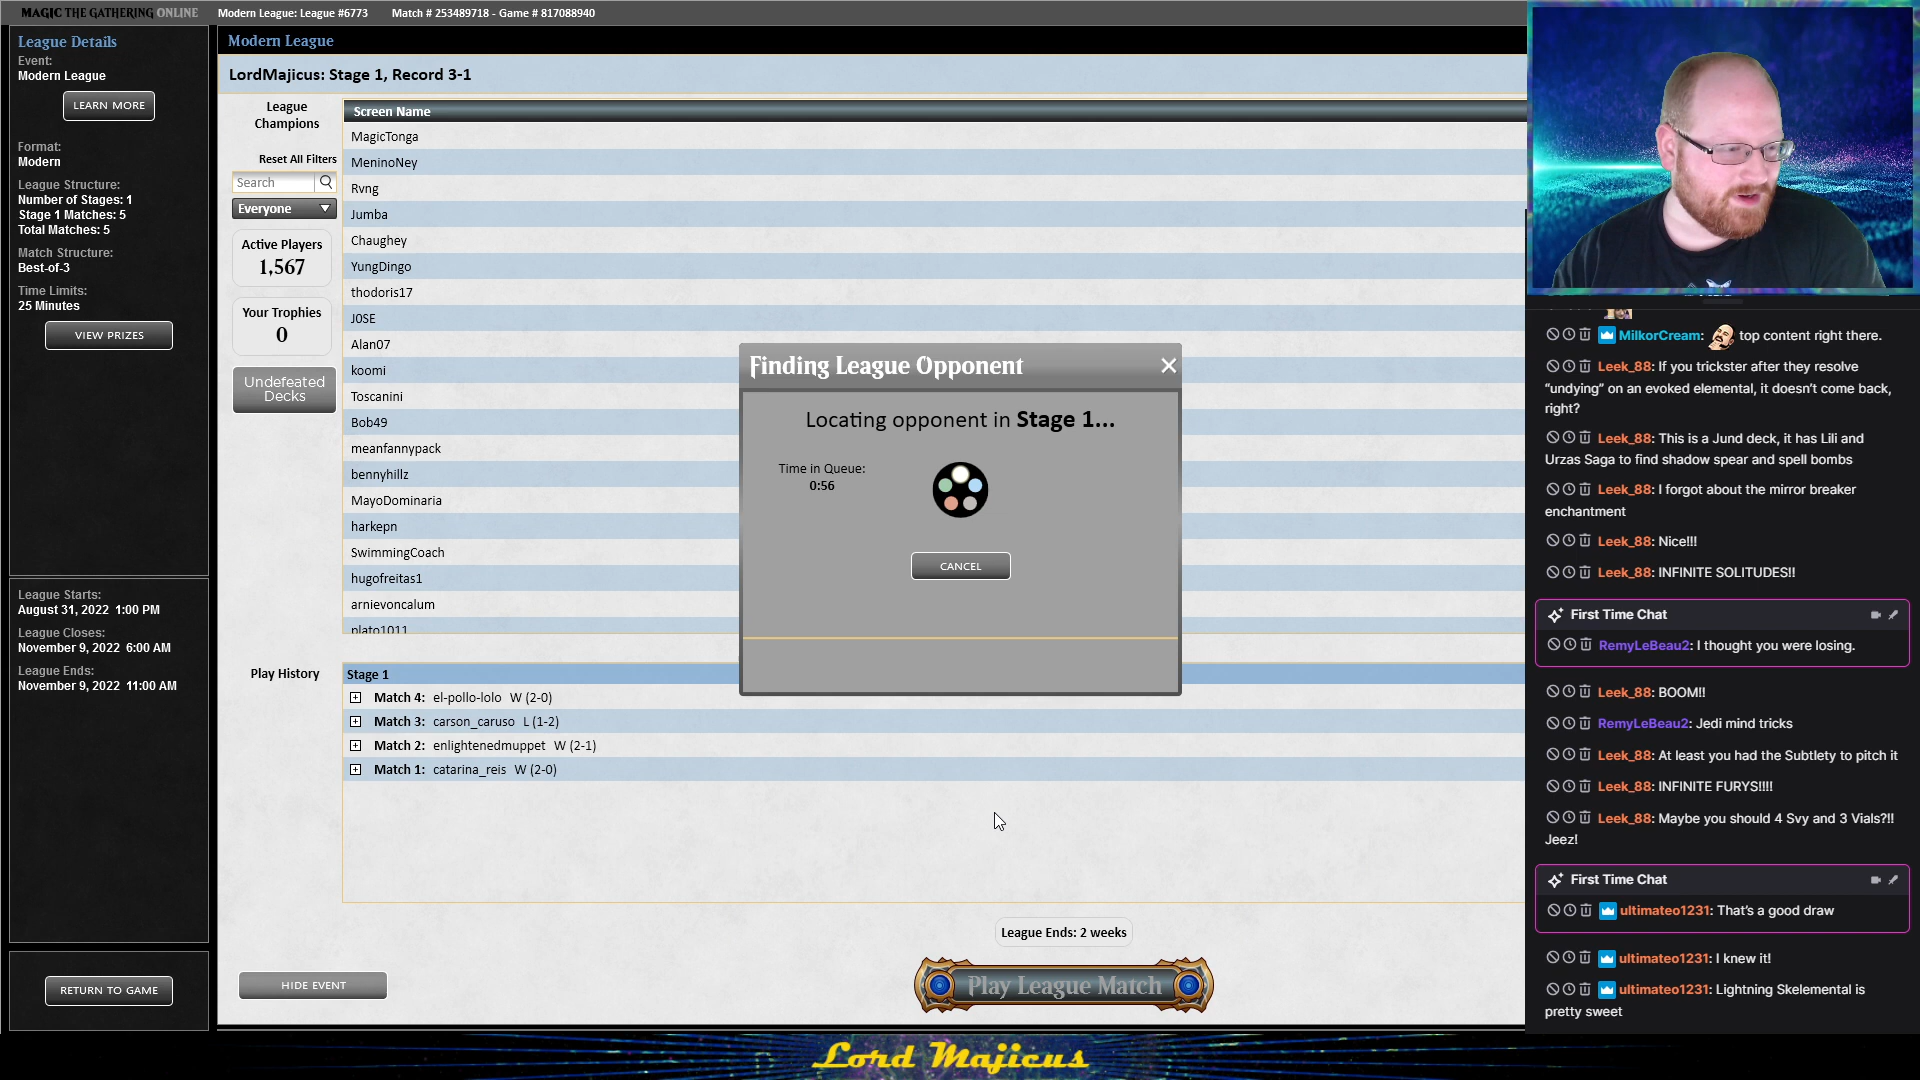 MAGIC THE GATHERING ONLINE
Modern League: League #6773
Match # 253489718 - Game # 817088940
League Details
Event:
Modern League
LEARN MORE
Format:
Modern
League Structure:
Number of Stages: 1
Stage 1 Matches: 5
Total Matches: 5
Match Structure:
Best-of-3
Time Limits:
25 Minutes
VIEW PRIZES
League Starts:
August 31, 2022 1:00 PM
League Closes:
November 9, 2022 6:00 AM
League Ends:
November 9, 2022 11:00 AM
RETURN TO GAME
Modern League
LordMajicus: Stage 1, Record 3-1
League
Champions
Reset All Filters
Search
Everyone
Active Players
1,567
Your Trophies
0
Undefeated
Decks
Screen Name
MagicTonga
MeninoNey
Rvng
Jumba
Chaughey
YungDingo
thodoris17
J0SE
Alan07
koomi
Toscanini
Bob49
meanfannypack
bennyhillz
MayoDominaria
harkepn
SwimmingCoach
hugofreitas1
arnievoncalum
plato1011
Finding League Opponent
Locating opponent in Stage 1...
Time in Queue:
0:56
CANCEL
Play History
Stage 1
Match 4: el-pollo-lolo W (2-0)
Match 3: carson_caruso L (1-2)
Match 2: enlightenedmuppet W (2-1)
Match 1: catarina_reis W (2-0)
League Ends: 2 weeks
HIDE EVENT
Play League Match
MilkorCream: top content right there.
Leek_88: If you trickster after they resolve
“undying” on an evoked elemental, it doesn't come back,
right?
Leek_88: This is a Jund deck, it has Lili and
Urzas Saga to find shadow spear and spell bombs
Leek_88: I forgot about the mirror breaker
enchantment
Leek_88: Nice!!!
Leek_88: INFINITE SOLITUDES!!
First Time Chat
RemyLeBeau2: I thought you were losing.
Leek_88: BOOM!!
RemyLeBeau2: Jedi mind tricks
Leek_88: At least you had the Subtlety to pitch it
Leek_88: INFINITE FURYS!!!!
Leek_88: Maybe you should 4 Svy and 3 Vials?!!
Jeez!
First Time Chat
ultimateo1231: That's a good draw
ultimateo1231: I knew it!
ultimateo1231: Lightning Skelemental is
pretty sweet
Lord Majicus